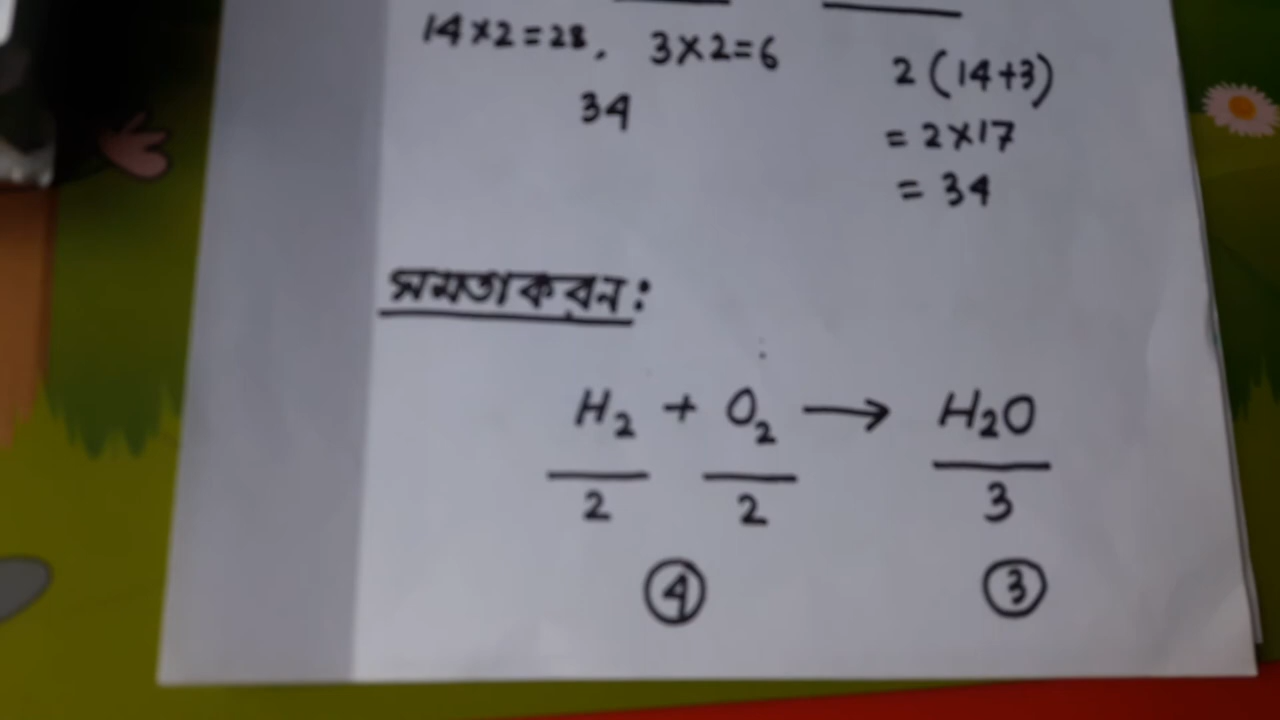 14×2=28, 3×2=6
34
2(14+3)
= 2×17
= 34
সমতাকরন:
H₂ + O₂ → H₂O
2 2 3
④ ③